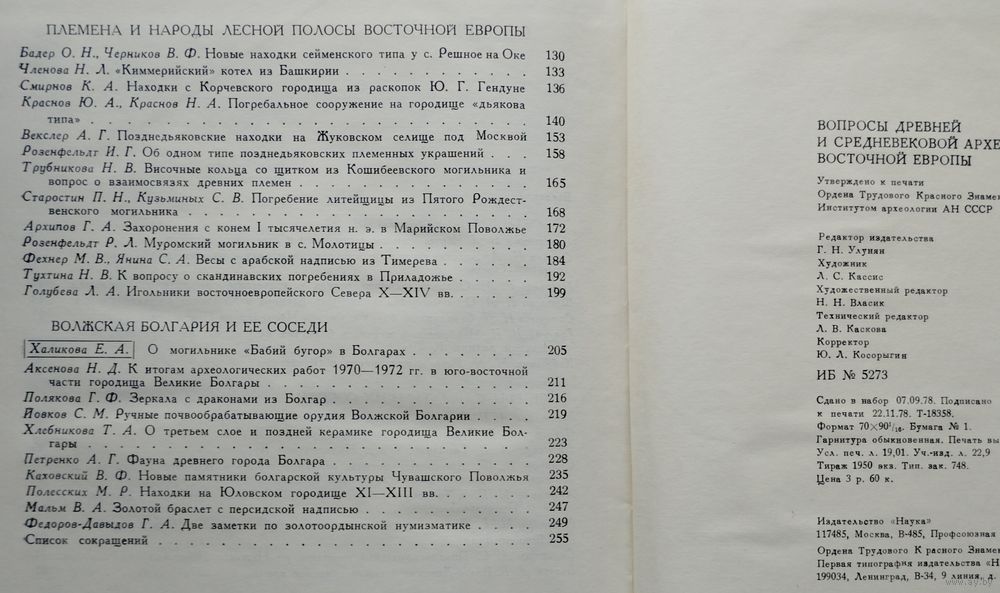 ПЛЕМЕНА И НАРОДЫ ЛЕСНОЙ ПОЛОСЫ ВОСТОЧНОЙ ЕВРОПЫ
Бадер О. Н., Черников В. Ф. Новые находки сейменского типа у с. Решное на Оке 130
Членова Н. Л. «Киммерийский» котел из Башкирии . . . . . . . . . . . 133
Смирнов К. А. Находки с Корчевского городища из раскопок Ю. Г. Гендуне 136
Краснов Ю. А., Краснов Н. А. Погребальное сооружение на городище «дьякова
типа» . . . . . . . . . . . . . . . . . . . . . . . . . 140
Векслер А. Г. Позднедьяковские находки на Жуковском селище под Москвой 153
Розенфельдт И. Г. Об одном типе позднедьяковских племенных украшений . . . 158
Трубникова Н. В. Височные кольца со щитком из Кошибеевского могильника и
вопрос о взаимосвязях древних племен . . . . . . . . . . . . . . 165
Старостин П. Н., Кузьминых С. В. Погребение литейщицы из Пятого Рождест-
венского могильника . . . . . . . . . . . . . . . . . . . . 168
Архипов Г. А. Захоронения с конем I тысячелетия н. э. в Марийском Поволжье 172
Розенфельдт Р. Л. Муромский могильник в с. Молотицы . . . . . . . . . 180
Фехнер М. В., Янина С. А. Весы с арабской надписью из Тимерева . . . . . 184
Тухтина Н. В. К вопросу о скандинавских погребениях в Приладожье . . . . . 192
Голубева Л. А. Игольники восточноевропейского Севера X—XIV вв. . . . . . 199
ВОЛЖСКАЯ БОЛГАРИЯ И ЕЕ СОСЕДИ
Халикова Е. А. О могильнике «Бабий бугор» в Болгарах . . . . . . . . 205
Аксенова Н. Д. К итогам археологических работ 1970—1972 гг. в юго-восточной
части городища Великие Болгары . . . . . . . . . . . . . . . . 211
Полякова Г. Ф. Зеркала с драконами из Болгар . . . . . . . . . . . . 216
Йовков С. М. Ручные почвообрабатывающие орудия Волжской Болгарии . . . . 219
Хлебникова Т. А. О третьем слое и поздней керамике городища Великие Бол-
гары . . . . . . . . . . . . . . . . . . . . . . . . . 223
Петренко А. Г. Фауна древнего города Болгара . . . . . . . . . . . . 228
Каховский В. Ф. Новые памятники болгарской культуры Чувашского Поволжья 235
Полесских М. Р. Находки на Юловском городище XI—XIII вв. . . . . . . 242
Мальм В. А. Золотой браслет с персидской надписью . . . . . . . . . . 247
Федоров-Давыдов Г. А. Две заметки по золотоордынской нумизматике . . . . 249
Список сокращений . . . . . . . . . . . . . . . . . . . . . 255
ВОПРОСЫ ДРЕВНЕЙ
И СРЕДНЕВЕКОВОЙ АРХЕ
ВОСТОЧНОЙ ЕВРОПЫ
Утверждено к печати
Ордена Трудового Красного Знаме
Институтом археологии АН СССР
Редактор издательства
Г. Н. Улунян
Художник
Л. С. Кассис
Художественный редактор
Н. Н. Власик
Технический редактор
Л. В. Каскова
Корректор
Ю. Л. Косорыгин
ИБ № 5273
Сдано в набор 07.09.78. Подписано
к печати 22.11.78. Т-18358.
Формат 70×90¹/₁₆. Бумага № 1.
Гарнитура обыкновенная. Печать вы
Усл. печ. л. 19,01. Уч.-изд. л. 22,9
Тираж 1950 экз. Тип. зак. 748.
Цена 3 р. 60 к.
Издательство «Наука»
117485, Москва, В-485, Профсоюзная
Ордена Трудового Красного Знаме
Первая типография издательства «Н
199034, Ленинград, В-34, 9 линия, д.
www.ay.by